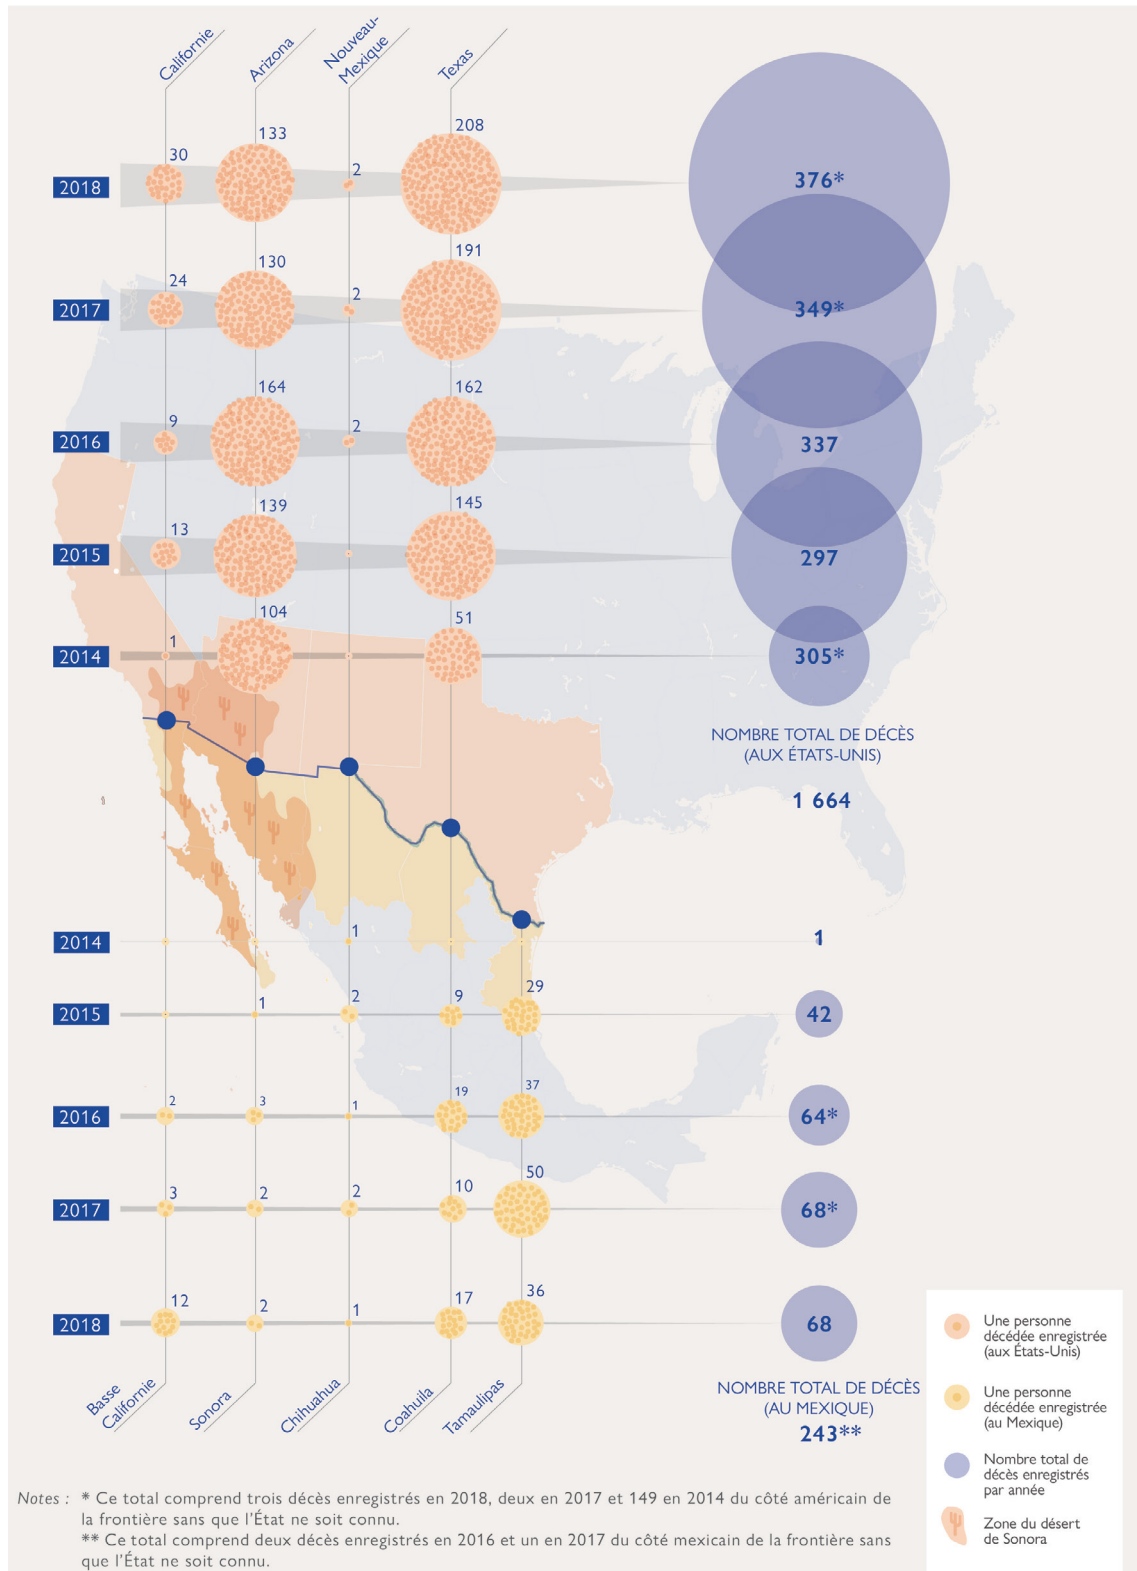 Californie
Arizona
Nouveau-
Mexique
Texas
2018
30
133
2
208
376*
2017
24
130
2
191
349*
2016
9
164
2
162
337
2015
13
139
145
297
2014
1
104
51
305*
NOMBRE TOTAL DE DÉCÈS
(AUX ÉTATS-UNIS)
1 664
2014
1
1
2015
1
2
9
29
42
2016
2
3
1
19
37
64*
2017
3
2
2
10
50
68*
2018
12
2
1
17
36
68
Basse
Californie
Sonora
Chihuahua
Coahuila
Tamaulipas
NOMBRE TOTAL DE DÉCÈS
(AU MEXIQUE)
243**
Une personne
décédée enregistrée
(aux États-Unis)
Une personne
décédée enregistrée
(au Mexique)
Nombre total de
décès enregistrés
par année
Zone du désert
de Sonora
Notes : * Ce total comprend trois décès enregistrés en 2018, deux en 2017 et 149 en 2014 du côté américain de
la frontière sans que l'État ne soit connu.
** Ce total comprend deux décès enregistrés en 2016 et un en 2017 du côté mexicain de la frontière sans
que l'État ne soit connu.